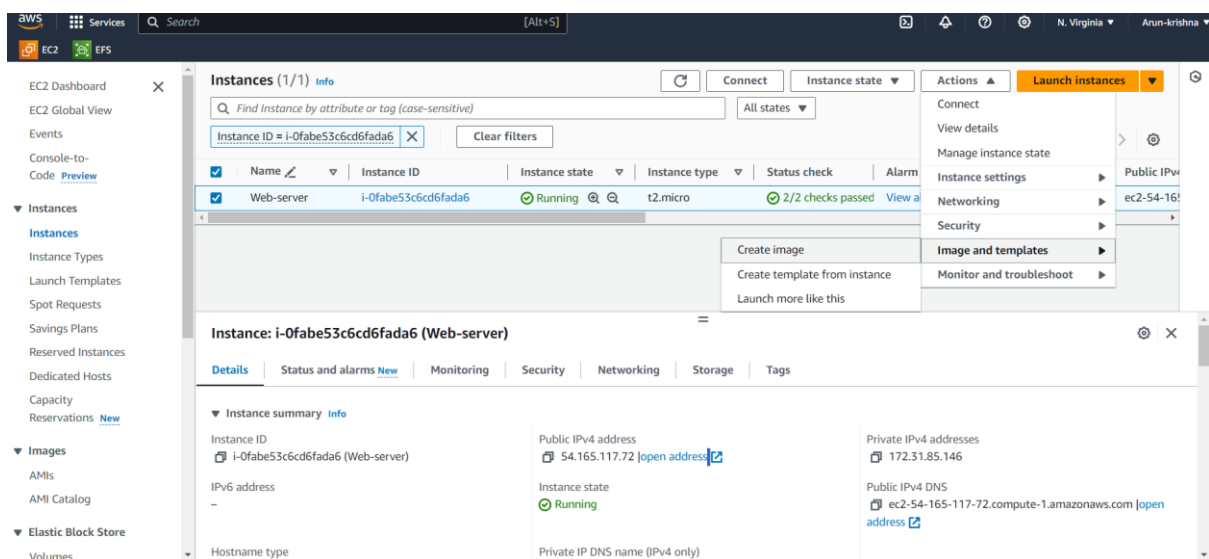 aws Services Search [Alt+S] N. Virginia Arun-krishna
EC2 EFS
EC2 Dashboard
EC2 Global View
Events
Console-to-
Code Preview
Instances
Instances
Instance Types
Launch Templates
Spot Requests
Savings Plans
Reserved Instances
Dedicated Hosts
Capacity
Reservations New
Images
AMIs
AMI Catalog
Elastic Block Store
Volumes
Instances (1/1) Info
Connect Instance state Actions Launch instances
Find Instance by attribute or tag (case-sensitive) All states
Instance ID = i-0fabe53c6cd6fada6 Clear filters
Name Instance ID Instance state Instance type Status check Alarm Public IPv4
Web-server i-0fabe53c6cd6fada6 Running t2.micro 2/2 checks passed View a ec2-54-165
Connect
View details
Manage instance state
Instance settings
Networking
Security
Image and templates
Monitor and troubleshoot
Create image
Create template from instance
Launch more like this
Instance: i-0fabe53c6cd6fada6 (Web-server)
Details Status and alarms New Monitoring Security Networking Storage Tags
Instance summary Info
Instance ID
i-0fabe53c6cd6fada6 (Web-server)
Public IPv4 address
54.165.117.72 |open address
Private IPv4 addresses
172.31.85.146
IPv6 address
–
Instance state
Running
Public IPv4 DNS
ec2-54-165-117-72.compute-1.amazonaws.com |open
address
Hostname type
Private IP DNS name (IPv4 only)